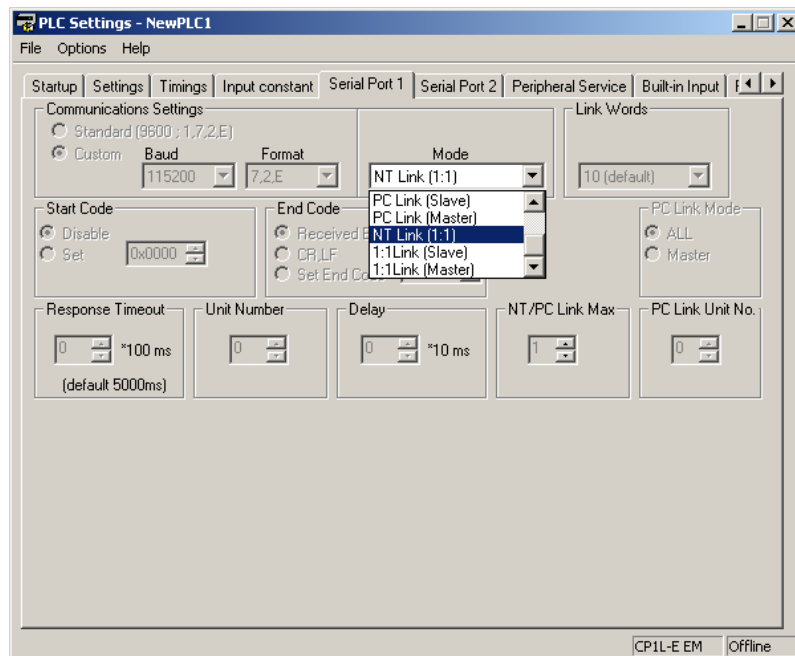 PLC Settings - NewPLC1
File Options Help
Startup Settings Timings Input constant Serial Port 1 Serial Port 2 Peripheral Service Built-in Input
Communications Settings
Link Words
Standard (9600 ; 1,7,2,E)
Custom Baud Format Mode
115200 7,2,E NT Link (1:1) 10 (default)
PC Link (Slave)
PC Link (Master)
NT Link (1:1)
1:1Link (Slave)
1:1Link (Master)
Start Code End Code PC Link Mode
Disable Received ALL
Set 0x0000 CR,LF Master
Set End
Response Timeout Unit Number Delay NT/PC Link Max PC Link Unit No.
0 *100 ms 0 0 *10 ms 1 0
(default 5000ms)
CP1L-E EM Offline